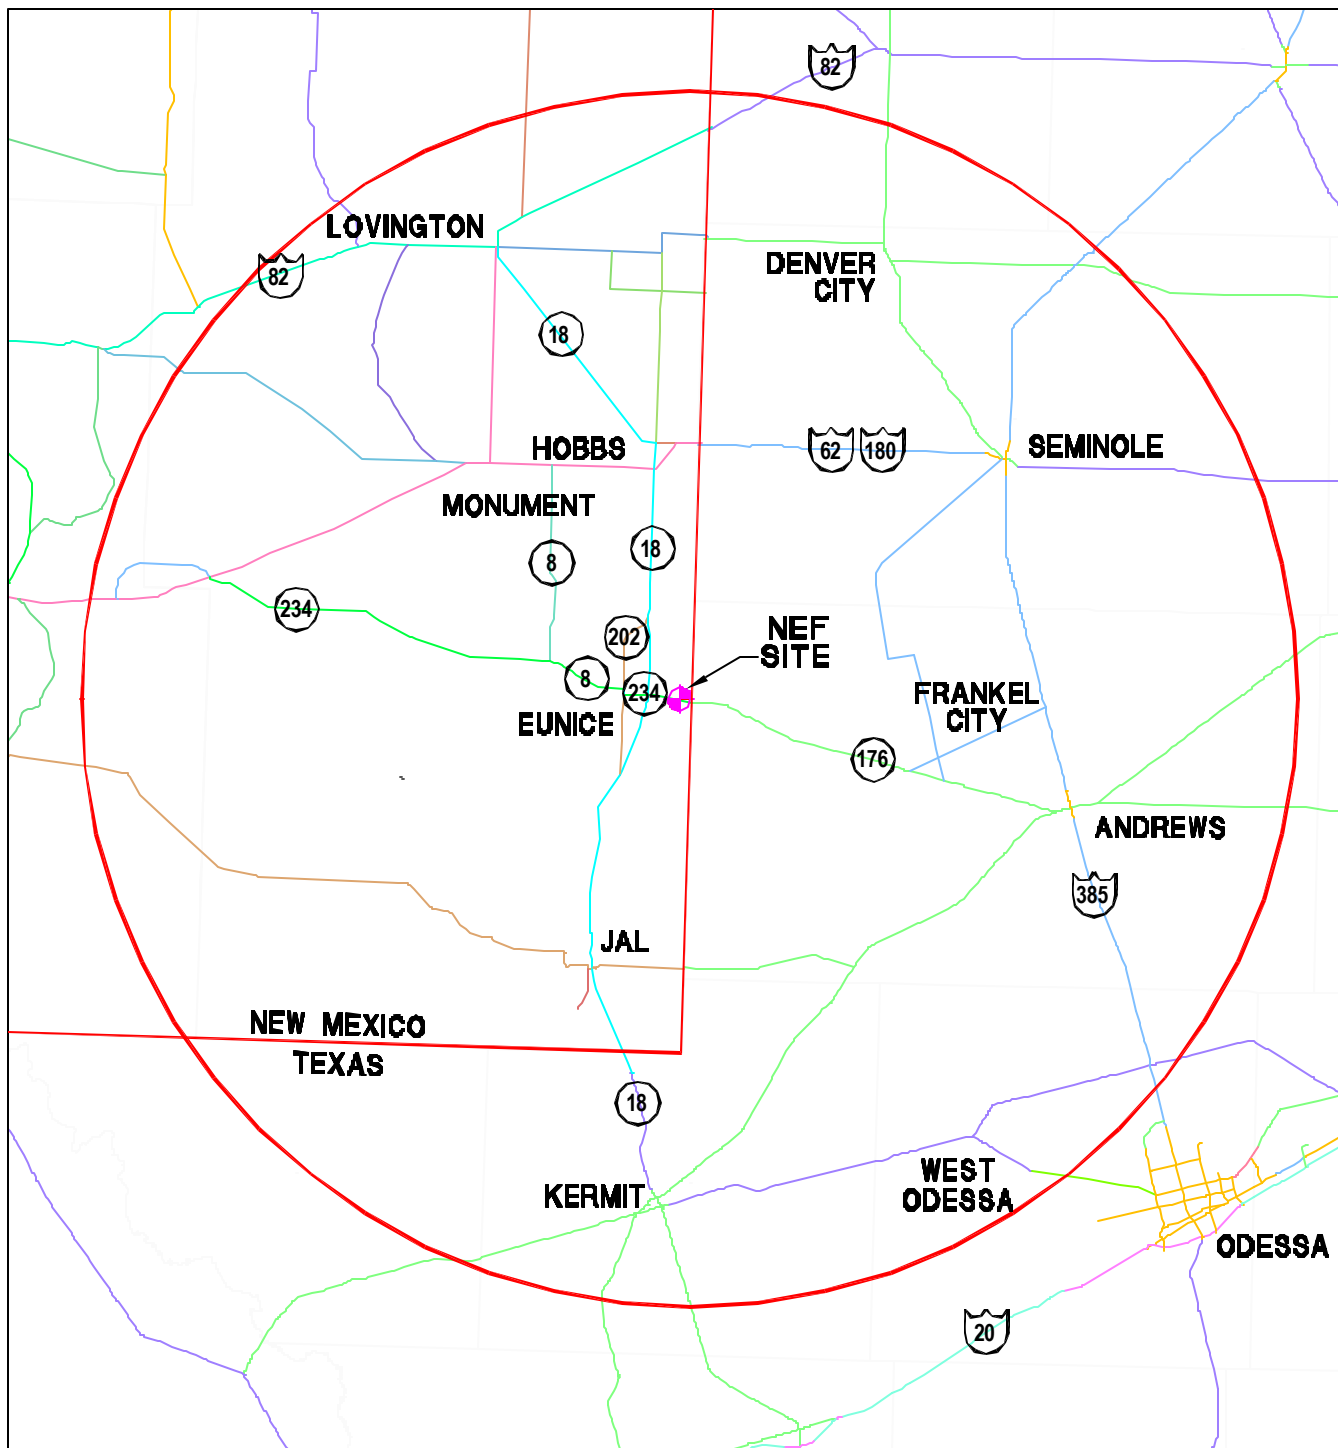 82
LOVINGTON
82
DENVER
CITY
18
HOBBS
62
180
SEMINOLE
MONUMENT
8
18
234
202
NEF
SITE
8
234
FRANKEL
CITY
EUNICE
176
ANDREWS
385
JAL
NEW MEXICO
TEXAS
18
WEST
ODESSA
KERMIT
ODESSA
20